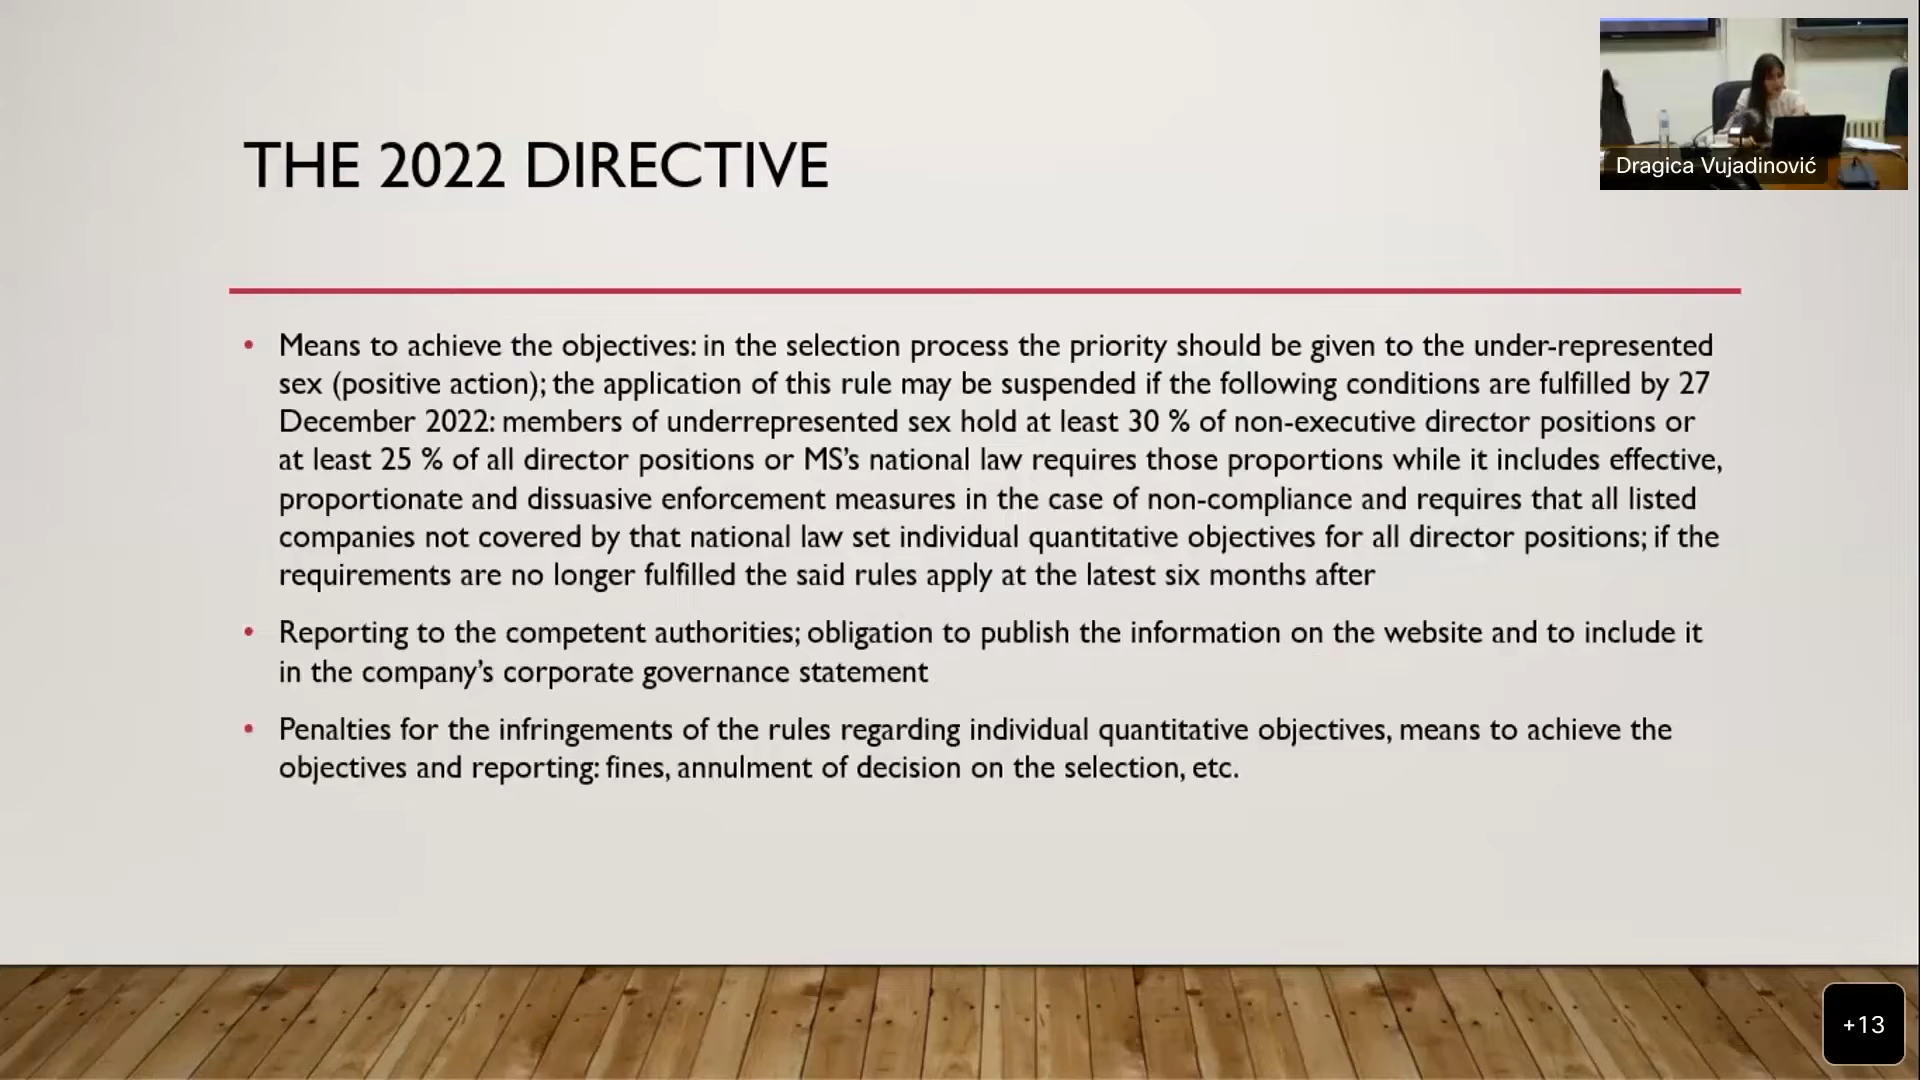 THE 2022 DIRECTIVE
Dragica Vujadinović
• Means to achieve the objectives: in the selection process the priority should be given to the under-represented
sex (positive action); the application of this rule may be suspended if the following conditions are fulfilled by 27
December 2022: members of underrepresented sex hold at least 30 % of non-executive director positions or
at least 25 % of all director positions or MS’s national law requires those proportions while it includes effective,
proportionate and dissuasive enforcement measures in the case of non-compliance and requires that all listed
companies not covered by that national law set individual quantitative objectives for all director positions; if the
requirements are no longer fulfilled the said rules apply at the latest six months after
• Reporting to the competent authorities; obligation to publish the information on the website and to include it
in the company’s corporate governance statement
• Penalties for the infringements of the rules regarding individual quantitative objectives, means to achieve the
objectives and reporting: fines, annulment of decision on the selection, etc.
+13